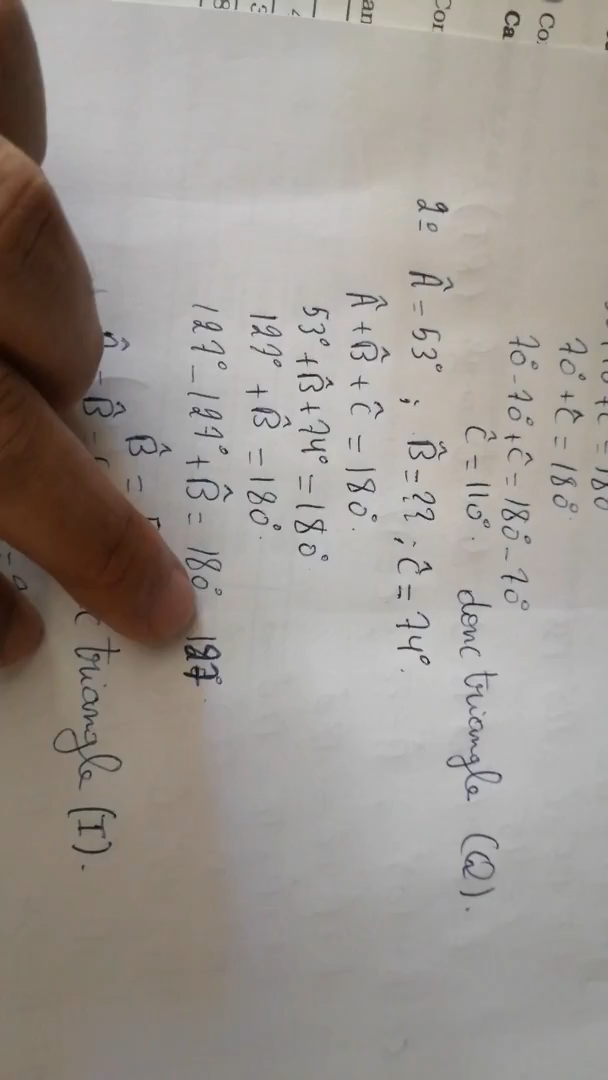 70° + Ĉ = 180°
70° - 70° + Ĉ = 180° - 70°
Ĉ = 110°. donc triangle (Q).
2= Â = 53° ; B̂ = ?? ; Ĉ = 74°.
Â + B̂ + Ĉ = 180°.
53° + B̂ + 74° = 180°
127° + B̂ = 180°.
127° - 127° + B̂ = 180° 127°.
B̂ =
B̂
triangle (I).